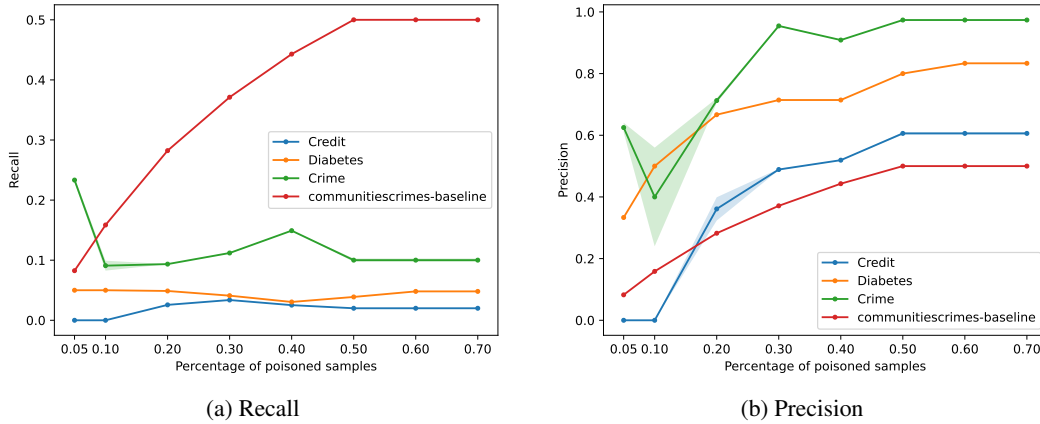 0.5
0.4
0.3
0.2
0.1
0.0
Recall
Credit
Diabetes
Crime
communitiescrimes-baseline
0.05 0.10 0.20 0.30 0.40 0.50 0.60 0.70
Percentage of poisoned samples
(a) Recall
1.0
0.8
0.6
0.4
0.2
0.0
Precision
Credit
Diabetes
Crime
communitiescrimes-baseline
0.05 0.10 0.20 0.30 0.40 0.50 0.60 0.70
Percentage of poisoned samples
(b) Precision